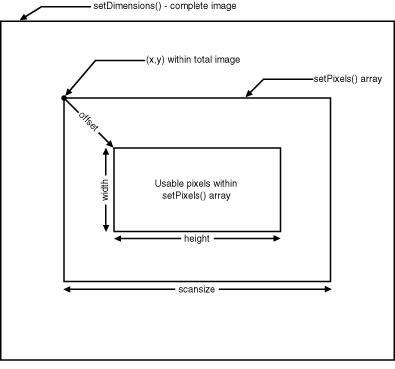 setDimensions() - complete image
(x,y) within total image
setPixels() array
offset
Usable pixels within
setPixels() array
width
height
scansize